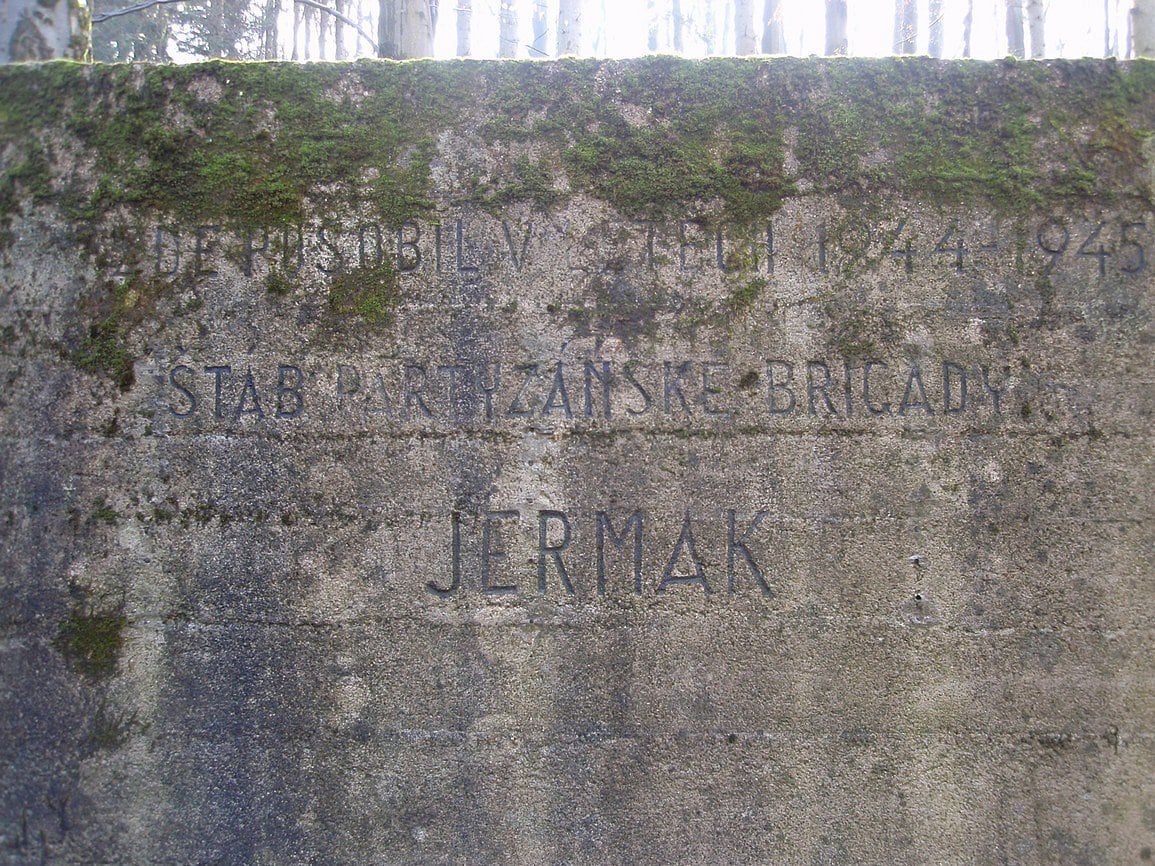 ZDE PŮSOBIL V LETECH 1944-1945
ŠTÁB PARTYZÁNSKÉ BRIGÁDY
JERMAK